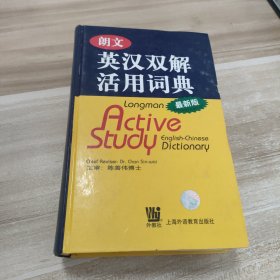 朗文
英汉双解
活用词典
最新版
Longman
Active
Study
English-Chinese
Dictionary
Chief Reviser: Dr. Chan Sin-wai
主审：陈善伟博士
外教社
上海外语教育出版社